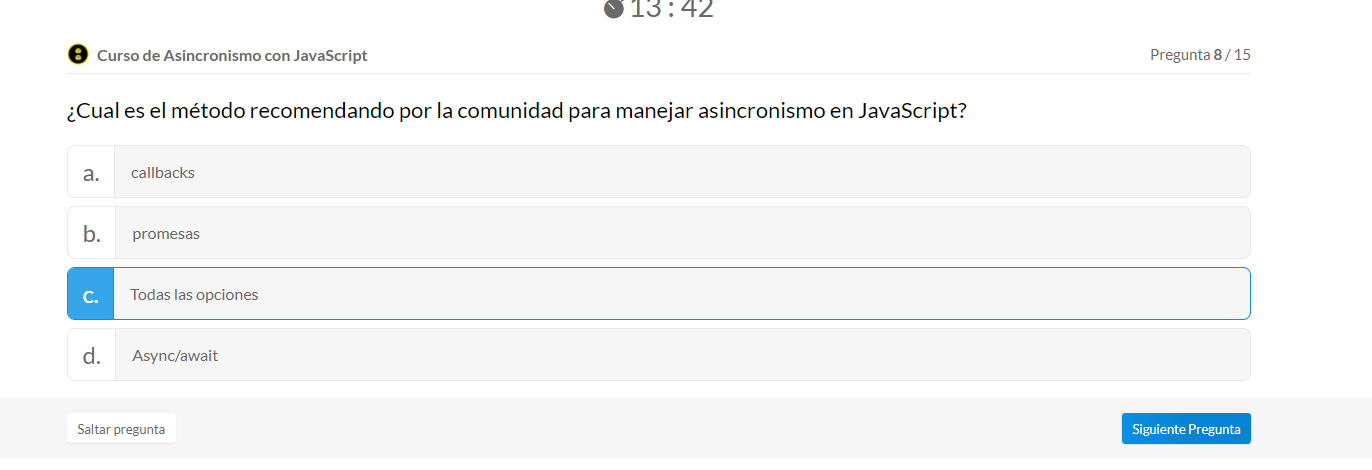 13 : 42
Curso de Asincronismo con JavaScript
Pregunta 8 / 15
¿Cual es el método recomendando por la comunidad para manejar asincronismo en JavaScript?
a. callbacks
b. promesas
c. Todas las opciones
d. Async/await
Saltar pregunta
Siguiente Pregunta